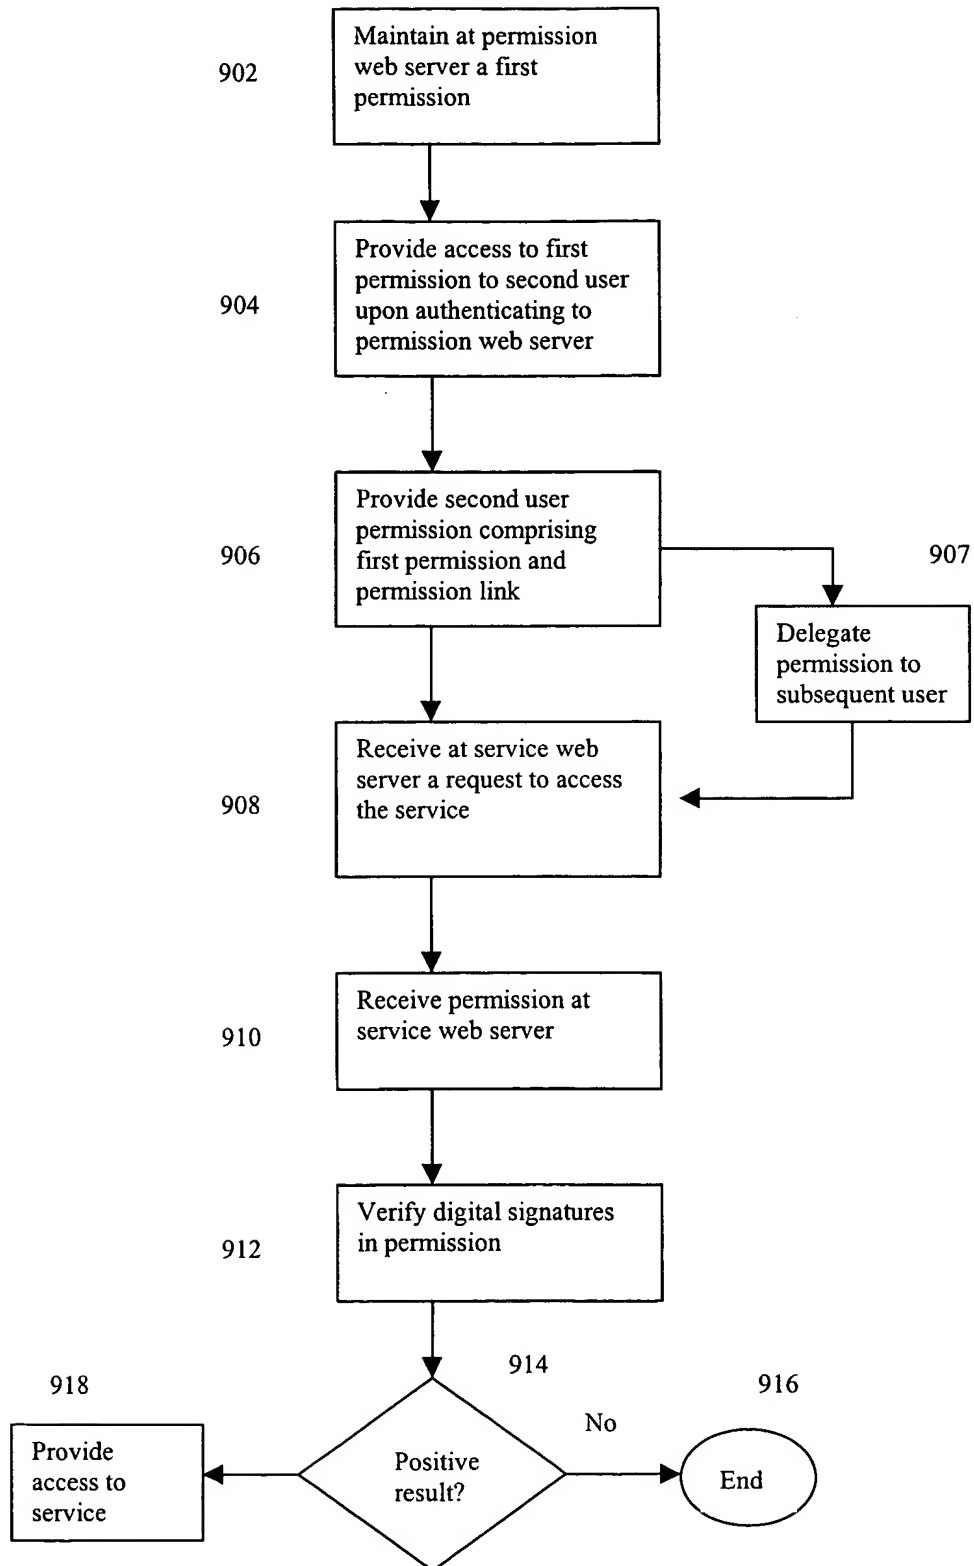 902
Maintain at permission
web server a first
permission
904
Provide access to first
permission to second user
upon authenticating to
permission web server
906
Provide second user
permission comprising
first permission and
permission link
907
Delegate
permission to
subsequent user
908
Receive at service web
server a request to access
the service
910
Receive permission at
service web server
912
Verify digital signatures
in permission
914
Positive
result?
No
916
End
918
Provide
access to
service